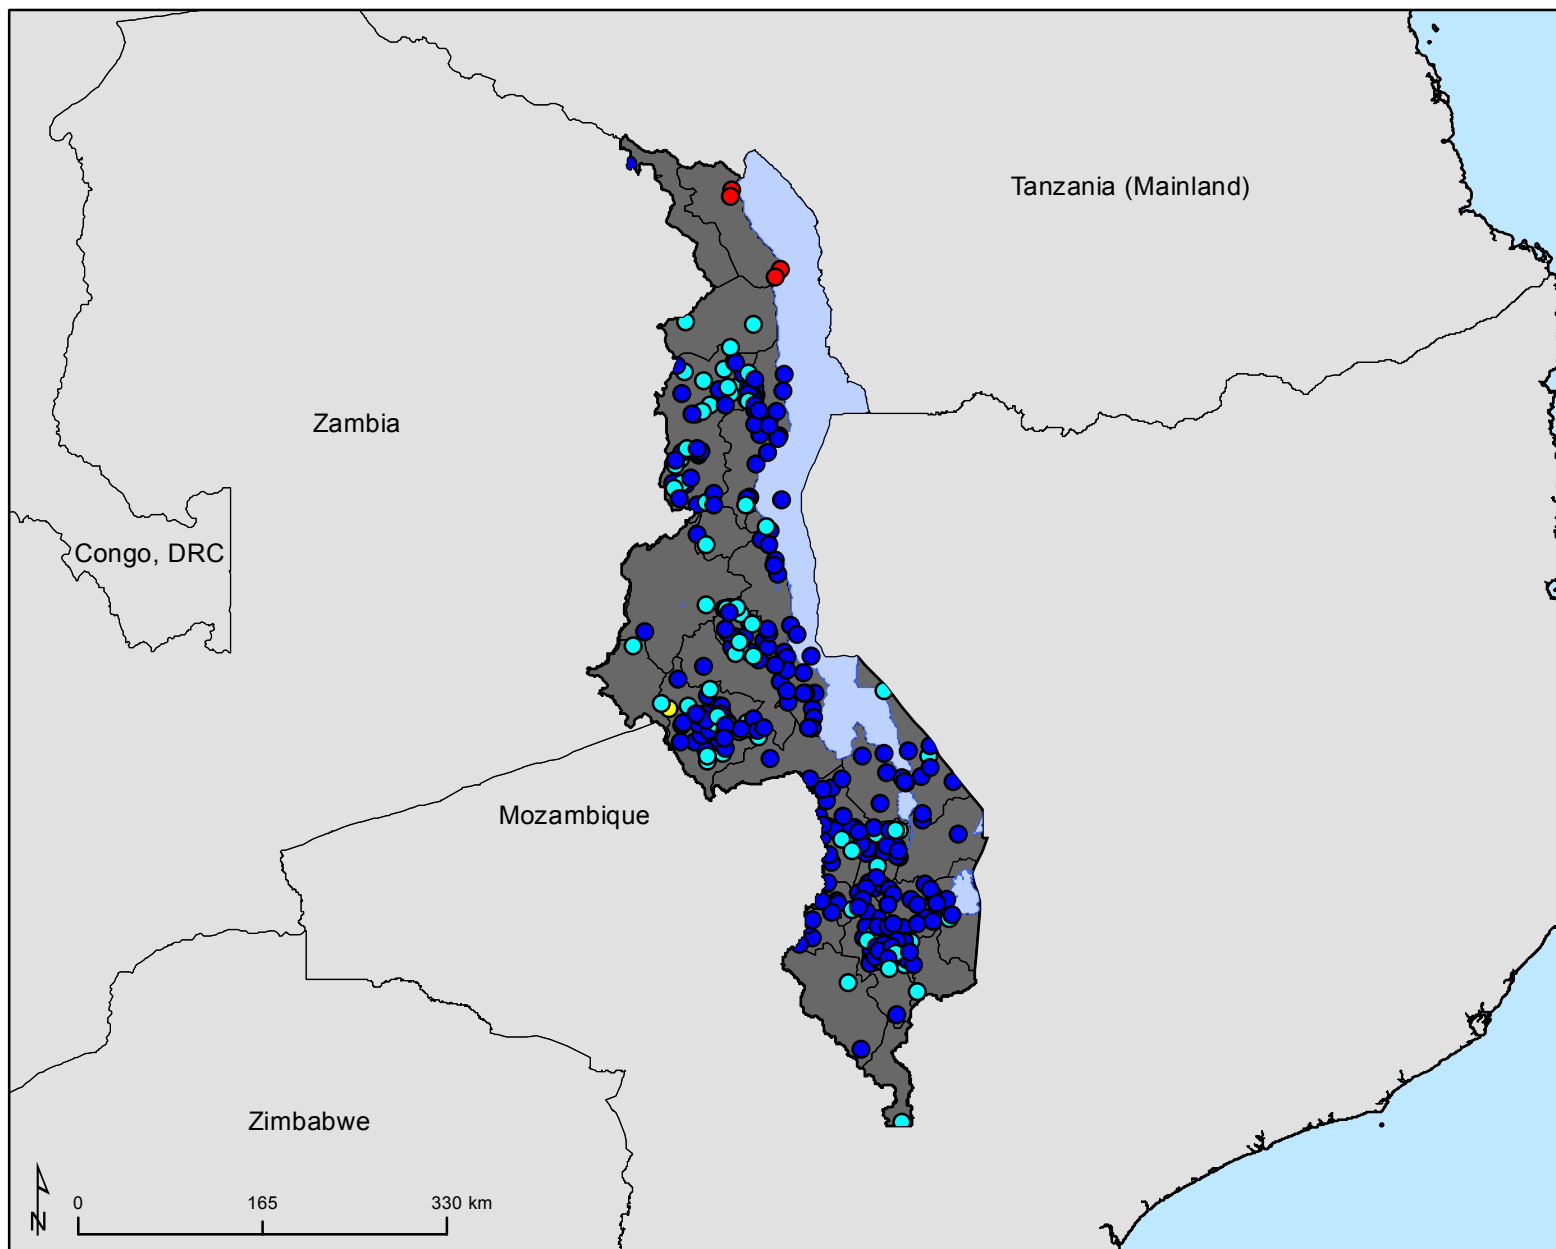 Tanzania (Mainland)
Zambia
Congo, DRC
Mozambique
Zimbabwe
N
0 165 330 km